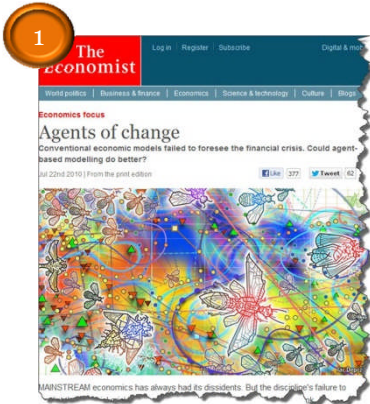 1
The
Economist
Log in | Register | Subscribe
Digital & mob
World politics | Business & finance | Economics | Science & technology | Culture | Blogs
Economics focus
Agents of change
Conventional economic models failed to foresee the financial crisis. Could agent-
based modelling do better?
Jul 22nd 2010 | From the print edition
Like 377
Tweet 62
MAINSTREAM economics has always had its dissidents. But the discipline's failure to